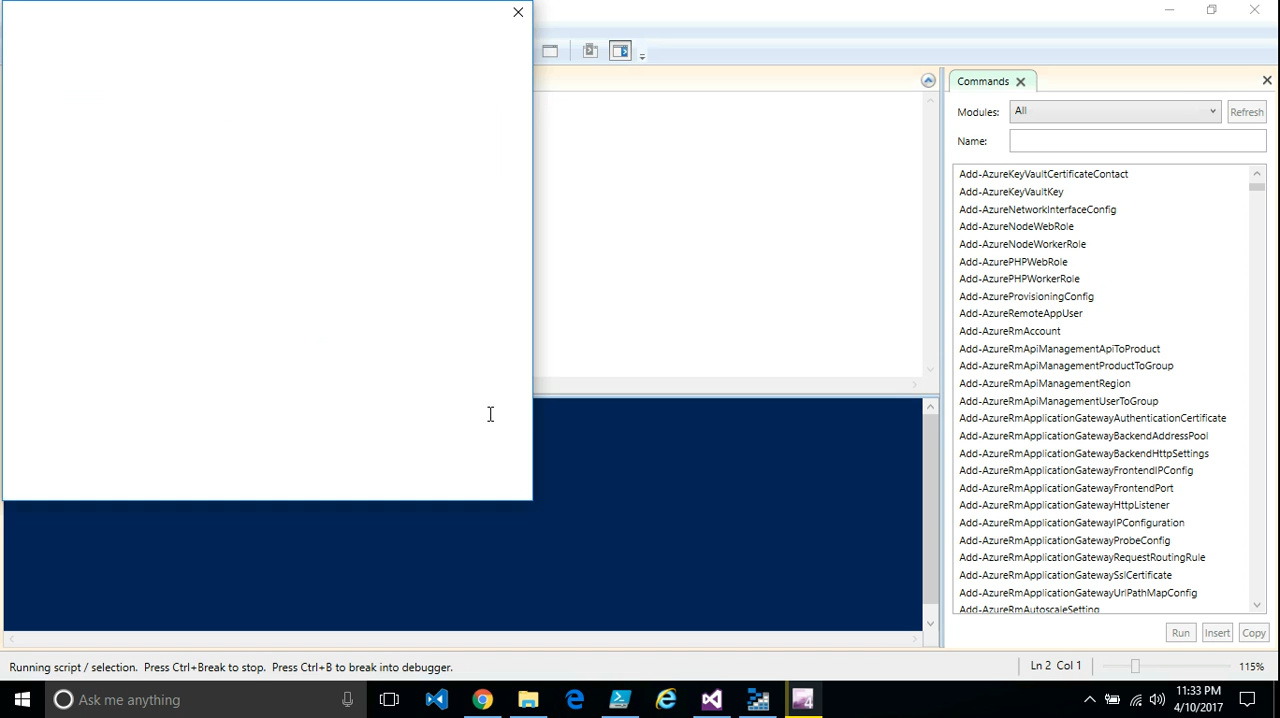 Commands
Modules: All Refresh
Name:
Add-AzureKeyVaultCertificateContact
Add-AzureKeyVaultKey
Add-AzureNetworkInterfaceConfig
Add-AzureNodeWebRole
Add-AzureNodeWorkerRole
Add-AzurePHPWebRole
Add-AzurePHPWorkerRole
Add-AzureProvisioningConfig
Add-AzureRemoteAppUser
Add-AzureRmAccount
Add-AzureRmApiManagementApiToProduct
Add-AzureRmApiManagementProductToGroup
Add-AzureRmApiManagementRegion
Add-AzureRmApiManagementUserToGroup
Add-AzureRmApplicationGatewayAuthenticationCertificate
Add-AzureRmApplicationGatewayBackendAddressPool
Add-AzureRmApplicationGatewayBackendHttpSettings
Add-AzureRmApplicationGatewayFrontendIPConfig
Add-AzureRmApplicationGatewayFrontendPort
Add-AzureRmApplicationGatewayHttpListener
Add-AzureRmApplicationGatewayIPConfiguration
Add-AzureRmApplicationGatewayProbeConfig
Add-AzureRmApplicationGatewayRequestRoutingRule
Add-AzureRmApplicationGatewaySslCertificate
Add-AzureRmApplicationGatewayUrlPathMapConfig
Add-AzureRmAutoscaleSetting
Run Insert Copy
Running script / selection. Press Ctrl+Break to stop. Press Ctrl+B to break into debugger.
Ln 2 Col 1 115%
Ask me anything
4
11:33 PM
4/10/2017